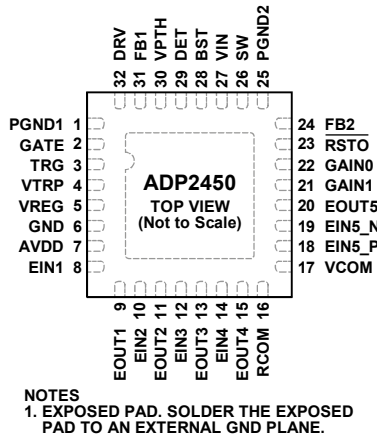 32 DRV
31 FB1
30 VPTH
29 DET
28 BST
27 VIN
26 SW
25 PGND2
PGND1 1
GATE 2
TRG 3
VTRP 4
VREG 5
GND 6
AVDD 7
EIN1 8
ADP2450
TOP VIEW
(Not to Scale)
24 FB2
23 RSTO
22 GAIN0
21 GAIN1
20 EOUT5
19 EIN5_N
18 EIN5_P
17 VCOM
EOUT1 9
EIN2 10
EOUT2 11
EIN3 12
EOUT3 13
EIN4 14
EOUT4 15
RCOM 16
NOTES
1. EXPOSED PAD. SOLDER THE EXPOSED
PAD TO AN EXTERNAL GND PLANE.